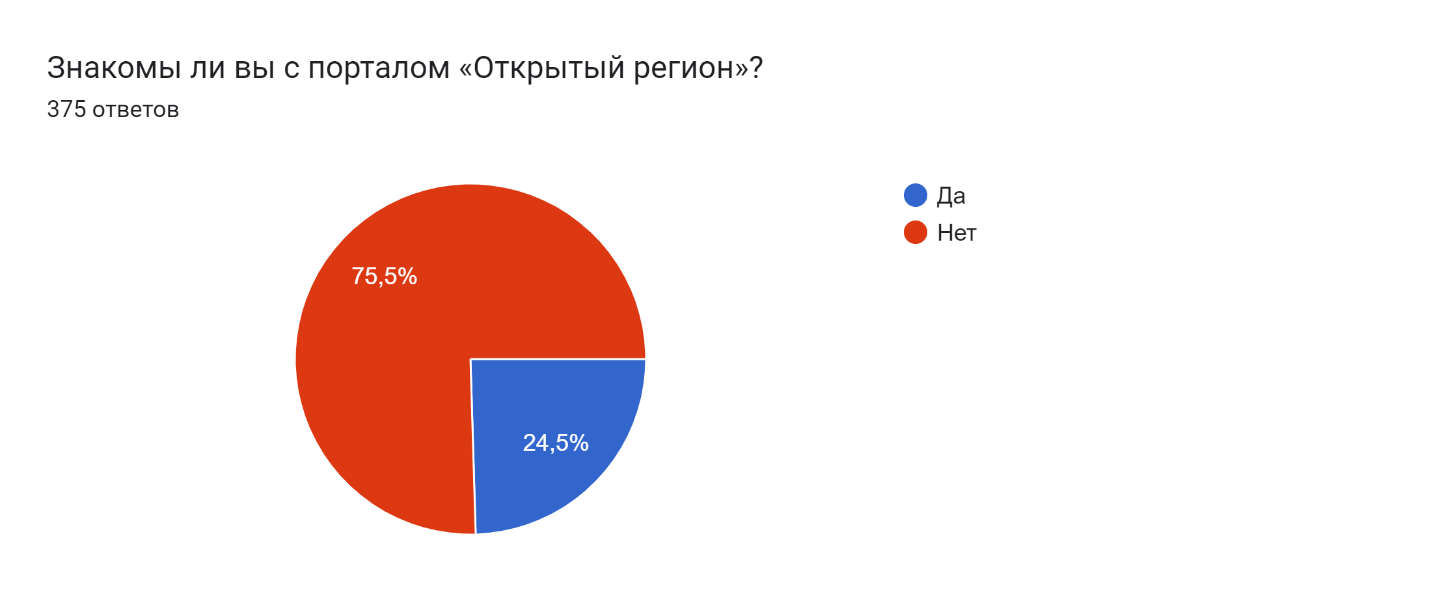 Знакомы ли вы с порталом «Открытый регион»?
375 ответов
Да
Нет
75,5%
24,5%